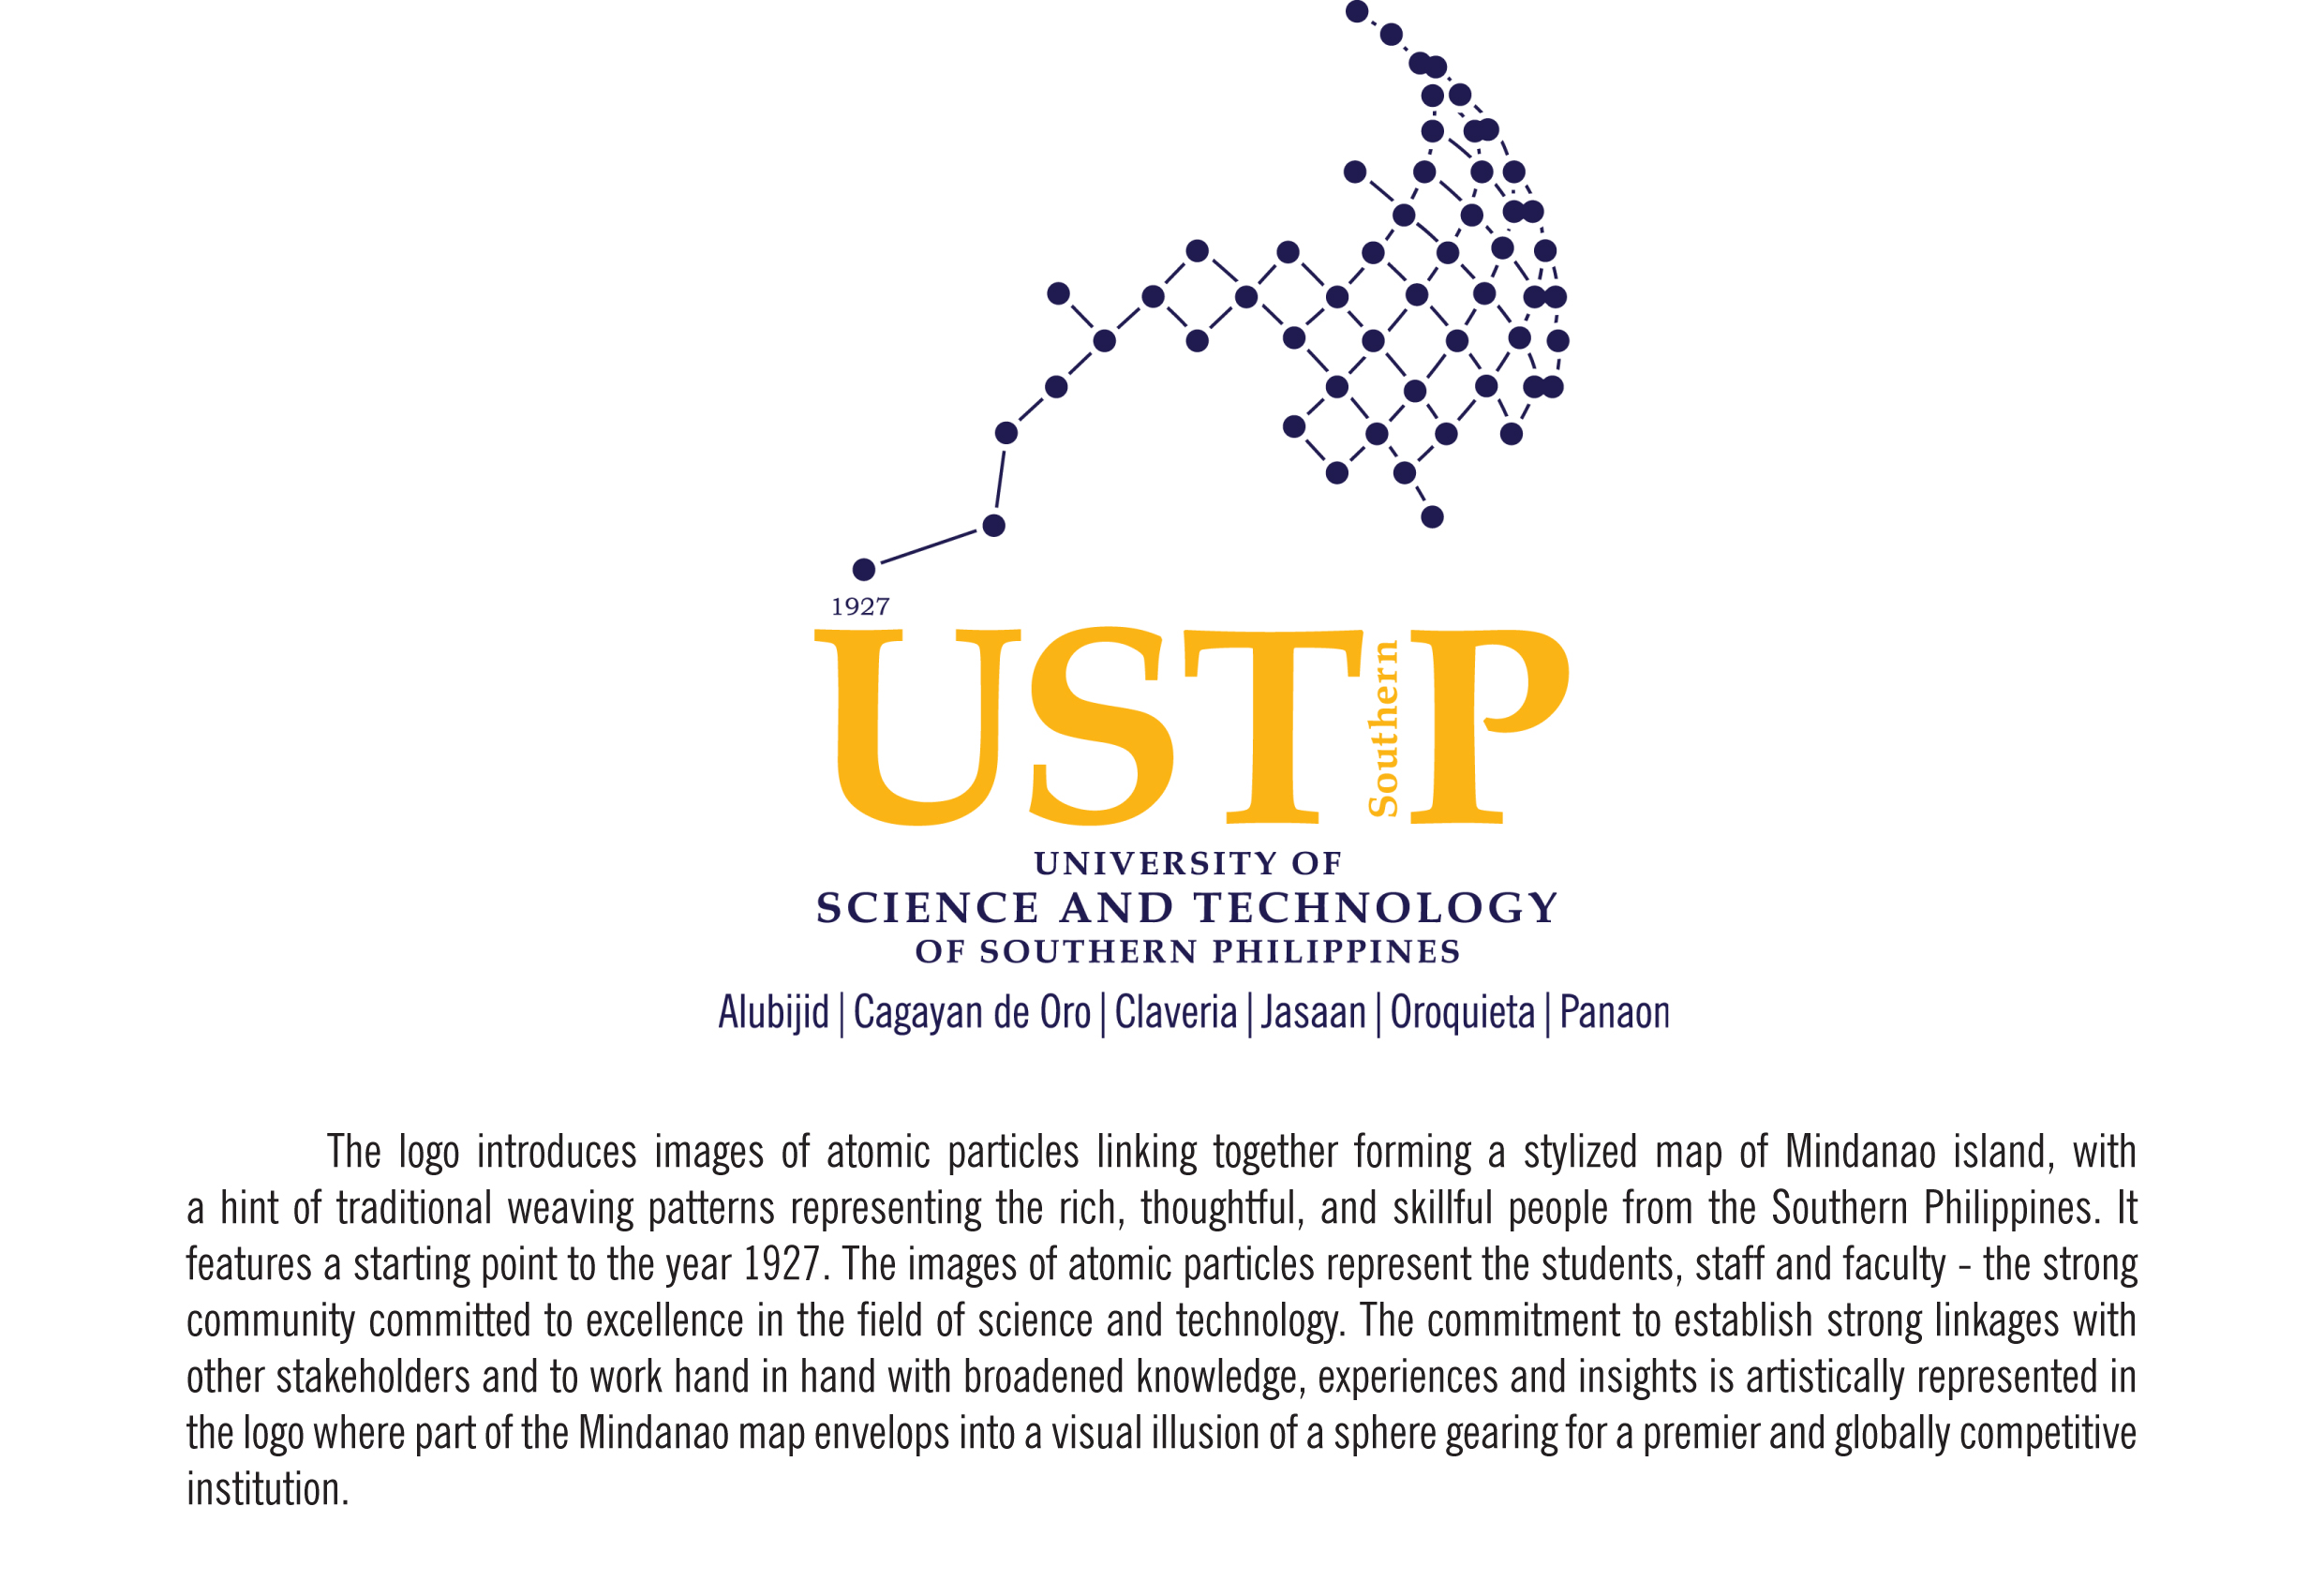 1927
USTP
Southern
UNIVERSITY OF
SCIENCE AND TECHNOLOGY
OF SOUTHERN PHILIPPINES
Alubijid | Cagayan de Oro | Claveria | Jasaan | Oroquieta | Panaon
The logo introduces images of atomic particles linking together forming a stylized map of Mindanao island, with
a hint of traditional weaving patterns representing the rich, thoughtful, and skillful people from the Southern Philippines. It
features a starting point to the year 1927. The images of atomic particles represent the students, staff and faculty - the strong
community committed to excellence in the field of science and technology. The commitment to establish strong linkages with
other stakeholders and to work hand in hand with broadened knowledge, experiences and insights is artistically represented in
the logo where part of the Mindanao map envelops into a visual illusion of a sphere gearing for a premier and globally competitive
institution.